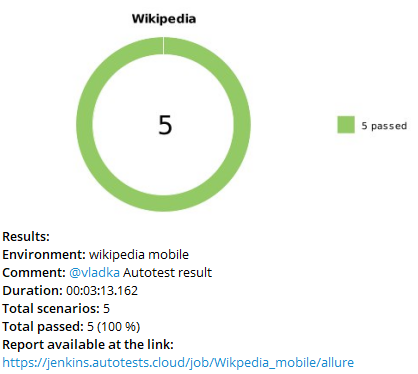 Wikipedia
5
5 passed
Results:
Environment: wikipedia mobile
Comment: @vladka Autotest result
Duration: 00:03:13.162
Total scenarios: 5
Total passed: 5 (100 %)
Report available at the link:
https://jenkins.autotests.cloud/job/Wikpedia_mobile/allure